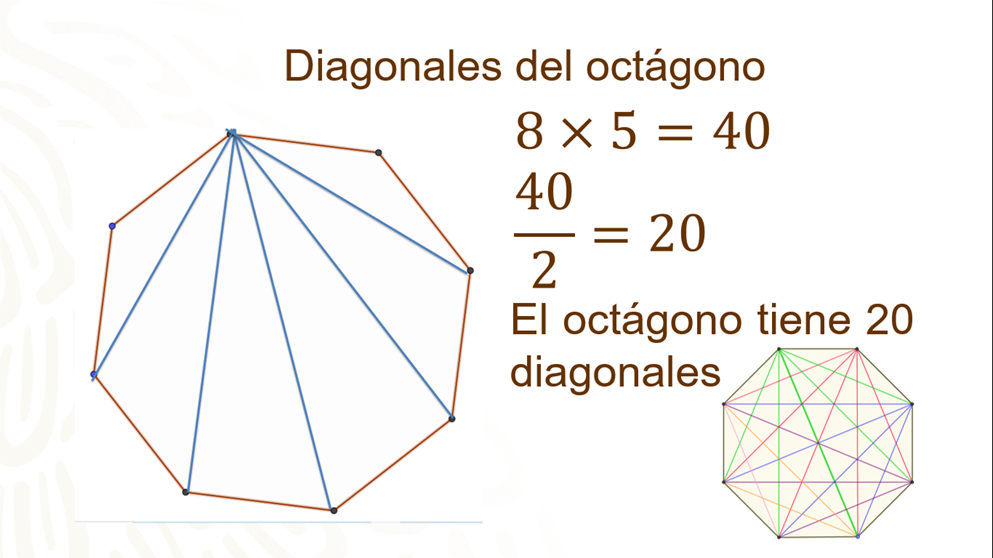 Diagonales del octágono
8 × 5 = 40
40
2
= 20
El octágono tiene 20
diagonales